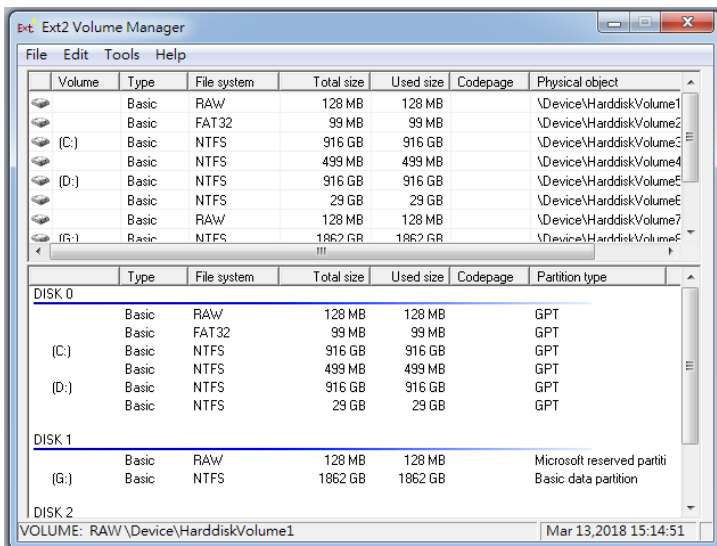 Ext2 Volume Manager
File Edit Tools Help
Volume Type File system Total size Used size Codepage Physical object
Basic RAW 128 MB 128 MB \Device\HarddiskVolume1
Basic FAT32 99 MB 99 MB \Device\HarddiskVolume2
(C:) Basic NTFS 916 GB 916 GB \Device\HarddiskVolume3
Basic NTFS 499 MB 499 MB \Device\HarddiskVolume4
(D:) Basic NTFS 916 GB 916 GB \Device\HarddiskVolume5
Basic NTFS 29 GB 29 GB \Device\HarddiskVolume6
Basic RAW 128 MB 128 MB \Device\HarddiskVolume7
(G:) Basic NTFS 1862 GB 1862 GB \Device\HarddiskVolume8
Type File system Total size Used size Codepage Partition type
DISK 0
Basic RAW 128 MB 128 MB GPT
Basic FAT32 99 MB 99 MB GPT
(C:) Basic NTFS 916 GB 916 GB GPT
Basic NTFS 499 MB 499 MB GPT
(D:) Basic NTFS 916 GB 916 GB GPT
Basic NTFS 29 GB 29 GB GPT
DISK 1
Basic RAW 128 MB 128 MB Microsoft reserved partiti
(G:) Basic NTFS 1862 GB 1862 GB Basic data partition
DISK 2
VOLUME: RAW \Device\HarddiskVolume1 Mar 13,2018 15:14:51